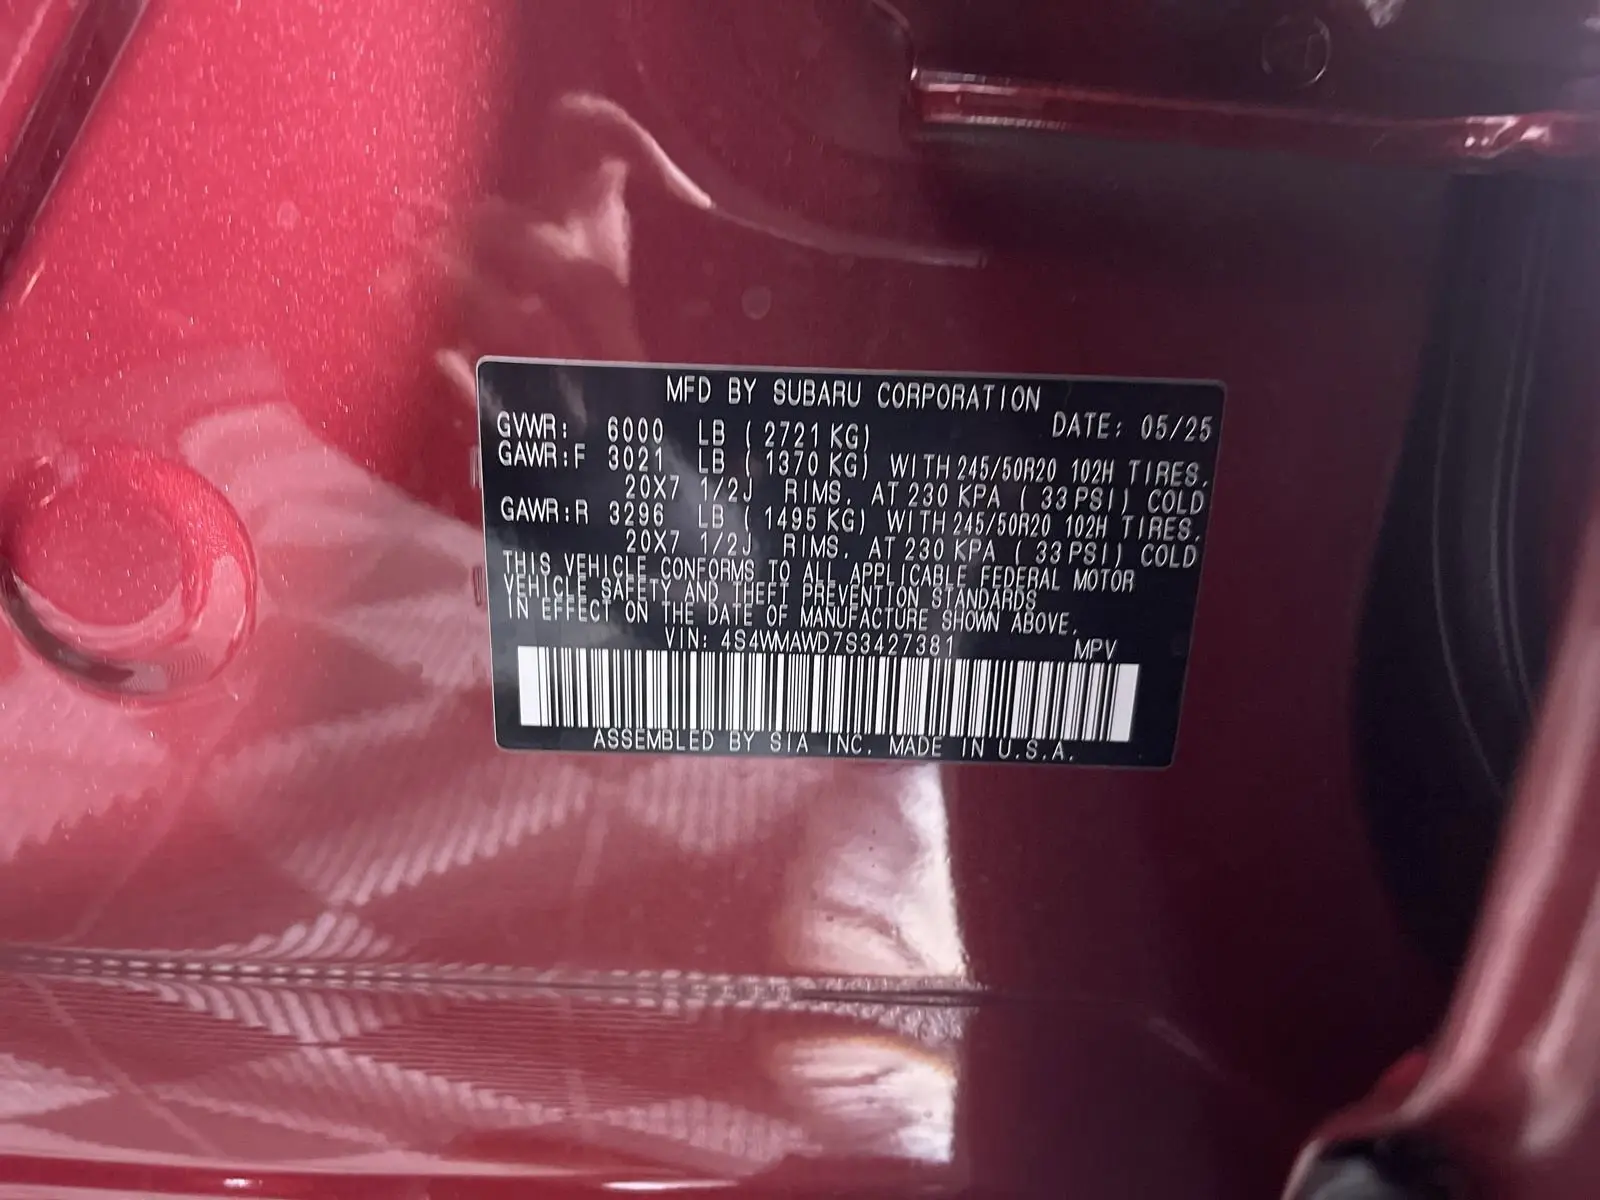 MFD BY SUBARU CORPORATION
DATE: 05/25
GVWR: 6000 LB ( 2721 KG)
GAWR:F 3021 LB ( 1370 KG) WITH 245/50R20 102H TIRES,
20X7 1/2J RIMS, AT 230 KPA ( 33 PSI) COLD
GAWR:R 3296 LB ( 1495 KG) WITH 245/50R20 102H TIRES,
20X7 1/2J RIMS, AT 230 KPA ( 33 PSI) COLD
THIS VEHICLE CONFORMS TO ALL APPLICABLE FEDERAL MOTOR
VEHICLE SAFETY AND THEFT PREVENTION STANDARDS
IN EFFECT ON THE DATE OF MANUFACTURE SHOWN ABOVE.
VIN: 4S4WMAWD7S3427381 MPV
ASSEMBLED BY SIA INC. MADE IN U.S.A.